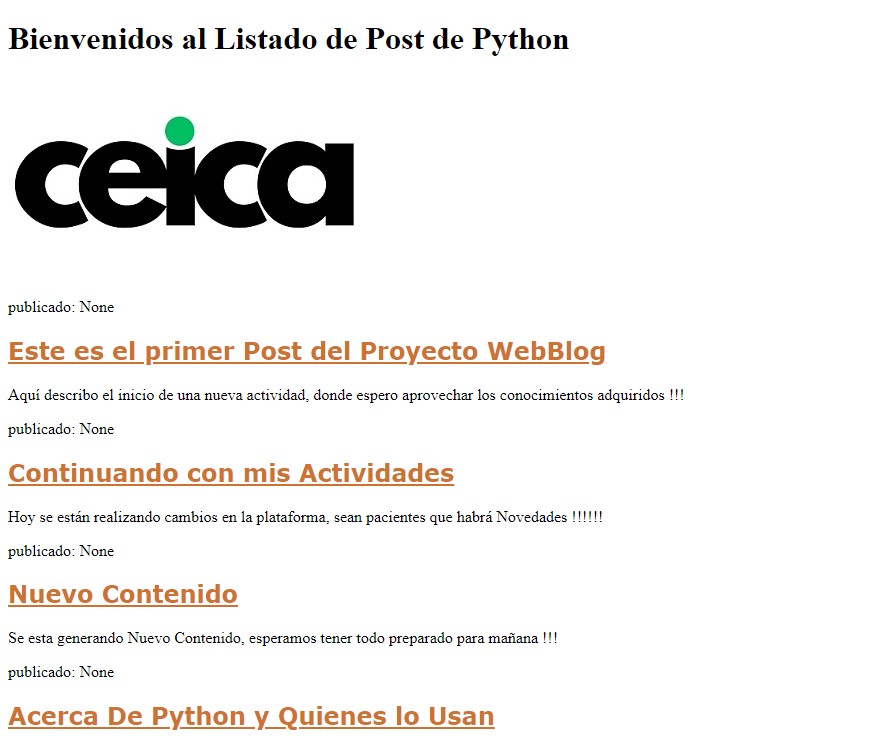 Bienvenidos al Listado de Post de Python
ceica
publicado: None
Este es el primer Post del Proyecto WebBlog
Aquí describo el inicio de una nueva actividad, donde espero aprovechar los conocimientos adquiridos !!!
publicado: None
Continuando con mis Actividades
Hoy se están realizando cambios en la plataforma, sean pacientes que habrá Novedades !!!!!!
publicado: None
Nuevo Contenido
Se esta generando Nuevo Contenido, esperamos tener todo preparado para mañana !!!
publicado: None
Acerca De Python y Quienes lo Usan